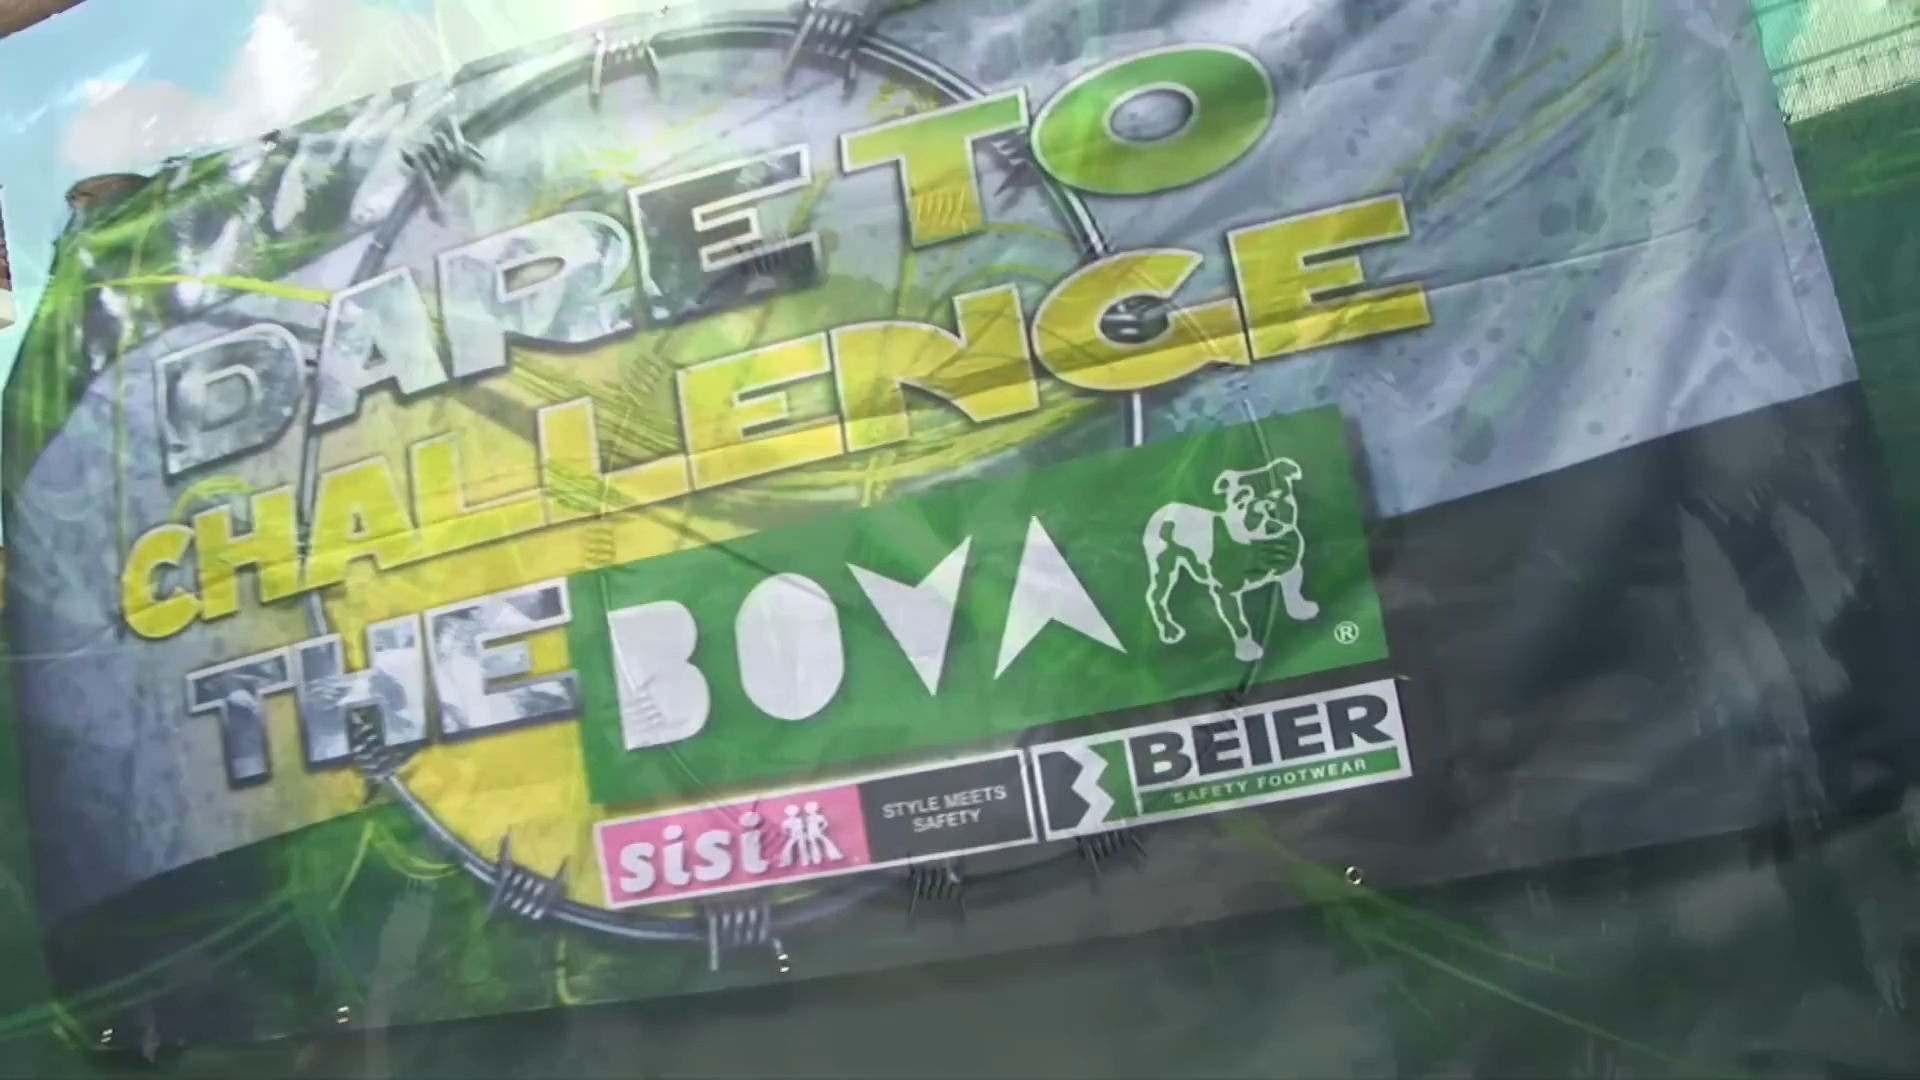 DARE TO
CHALLENGE
THE BOVA ®
sisi STYLE MEETS SAFETY
BEIER
SAFETY FOOTWEAR